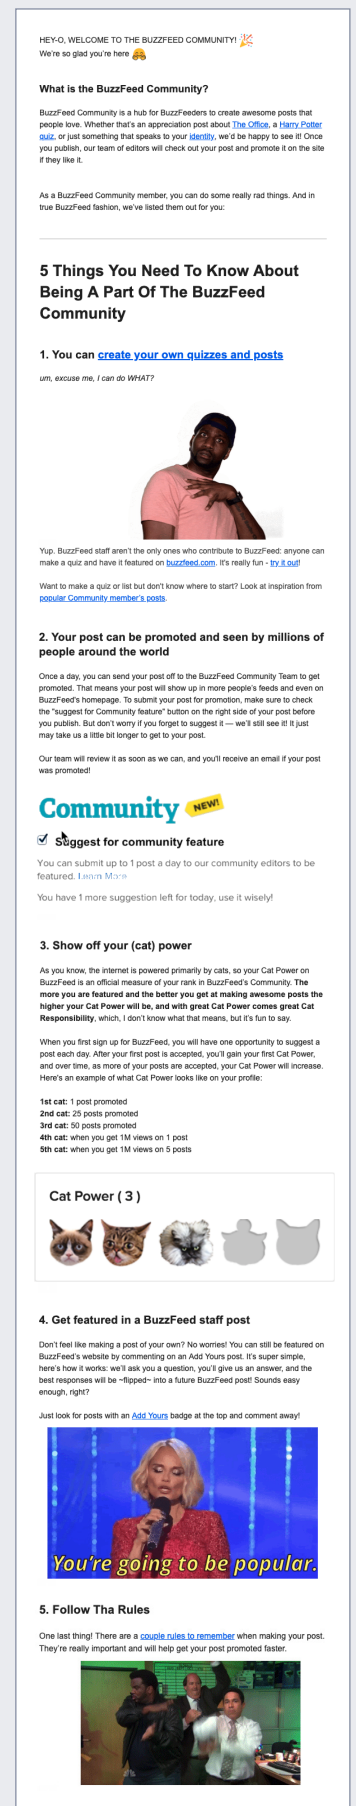 HEY-O, WELCOME TO THE BUZZFEED COMMUNITY! 🎉
We're so glad you're here 🤗
What is the BuzzFeed Community?
BuzzFeed Community is a hub for BuzzFeeders to create awesome posts that
people love. Whether that's an appreciation post about The Office, a Harry Potter
quiz, or just something that speaks to your identity, we'd be happy to see it! Once
you publish, our team of editors will check out your post and promote it on the site
if they like it.
As a BuzzFeed Community member, you can do some really rad things. And in
true BuzzFeed fashion, we've listed them out for you:
5 Things You Need To Know About
Being A Part Of The BuzzFeed
Community
1. You can create your own quizzes and posts
um, excuse me, I can do WHAT?
Yup. BuzzFeed staff aren't the only ones who contribute to BuzzFeed: anyone can
make a quiz and have it featured on buzzfeed.com. It's really fun - try it out!
Want to make a quiz or list but don't know where to start? Look at inspiration from
popular Community member's posts.
2. Your post can be promoted and seen by millions of
people around the world
Once a day, you can send your post off to the BuzzFeed Community Team to get
promoted. That means your post will show up in more people's feeds and even on
BuzzFeed's homepage. To submit your post for promotion, make sure to check
the "suggest for Community feature" button on the right side of your post before
you publish. But don't worry if you forget to suggest it — we'll still see it! It just
may take us a little bit longer to get to your post.
Our team will review it as soon as we can, and you'll receive an email if your post
was promoted!
Community NEW!
Suggest for community feature
You can submit up to 1 post a day to our community editors to be
featured. Learn More
You have 1 more suggestion left for today, use it wisely!
3. Show off your (cat) power
As you know, the internet is powered primarily by cats, so your Cat Power on
BuzzFeed is an official measure of your rank in BuzzFeed's Community. The
more you are featured and the better you get at making awesome posts the
higher your Cat Power will be, and with great Cat Power comes great Cat
Responsibility, which, I don't know what that means, but it's fun to say.
When you first sign up for BuzzFeed, you will have one opportunity to suggest a
post each day. After your first post is accepted, you'll gain your first Cat Power,
and over time, as more of your posts are accepted, your Cat Power will increase.
Here's an example of what Cat Power looks like on your profile:
1st cat: 1 post promoted
2nd cat: 25 posts promoted
3rd cat: 50 posts promoted
4th cat: when you get 1M views on 1 post
5th cat: when you get 1M views on 5 posts
Cat Power ( 3 )
4. Get featured in a BuzzFeed staff post
Don't feel like making a post of your own? No worries! You can still be featured on
BuzzFeed's website by commenting on an Add Yours post. It's super simple,
here's how it works: we'll ask you a question, you'll give us an answer, and the
best responses will be ~flipped~ into a future BuzzFeed post! Sounds easy
enough, right?
Just look for posts with an Add Yours badge at the top and comment away!
You're going to be popular.
5. Follow Tha Rules
One last thing! There are a couple rules to remember when making your post.
They're really important and will help get your post promoted faster.
NBC